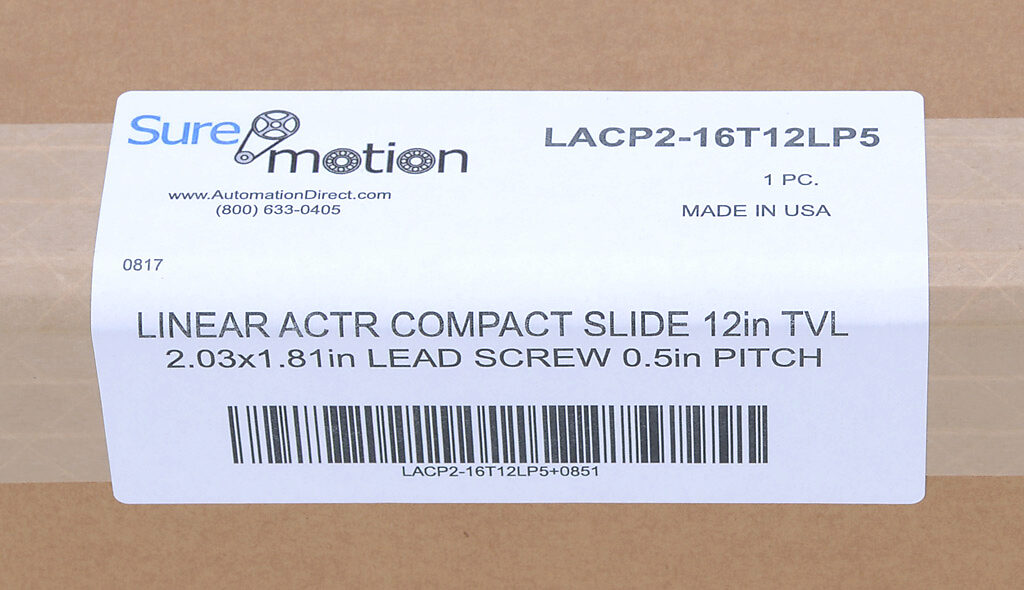 Sure motion
LACP2-16T12LP5
1 PC.
www.AutomationDirect.com
(800) 633-0405
MADE IN USA
0817
LINEAR ACTR COMPACT SLIDE 12in TVL
2.03x1.81in LEAD SCREW 0.5in PITCH
LACP2-16T12LP5+0851